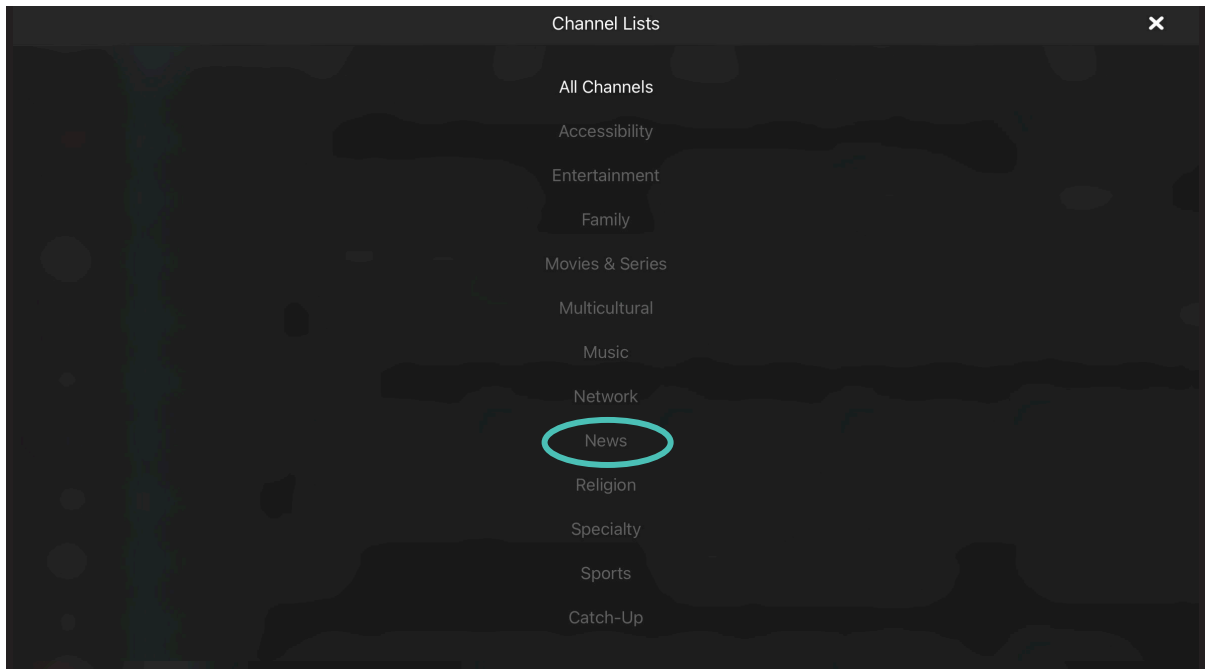 Channel Lists
All Channels
Accessibility
Entertainment
Family
Movies & Series
Multicultural
Music
Network
News
Religion
Specialty
Sports
Catch-Up